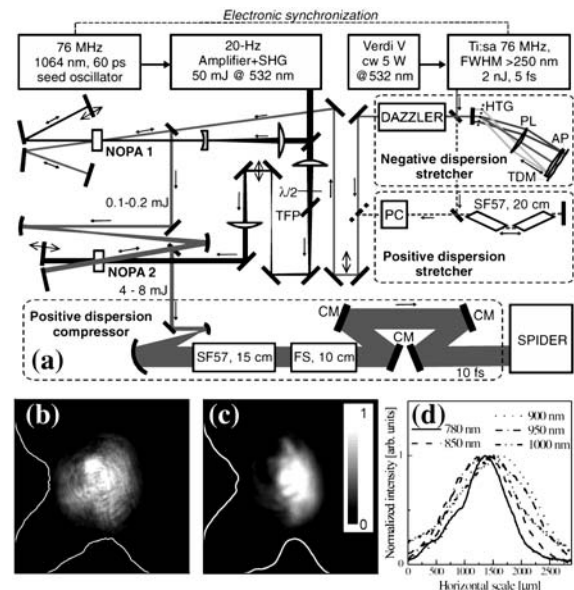 Electronic synchronization
76 MHz
1064 nm, 60 ps
seed oscillator
20-Hz
Amplifier+SHG
50 mJ @ 532 nm
Verdi V
cw 5 W
@532 nm
Ti:sa 76 MHz,
FWHM >250 nm
2 nJ, 5 fs
DAZZLER
HTG
PL
AP
TDM
Negative dispersion
stretcher
NOPA 1
λ/2
TFP
0.1-0.2 mJ
PC
SF57, 20 cm
Positive dispersion
stretcher
NOPA 2
4 - 8 mJ
Positive dispersion
compressor
CM
CM
CM
SPIDER
(a)
SF57, 15 cm
FS, 10 cm
10 fs
(b)
(c)
1
0
(d)
780 nm
850 nm
900 nm
950 nm
1000 nm
Normalized intensity [arb. units]
1
0
0 500 1000 1500 2000 2500
Horizontal scale [um]